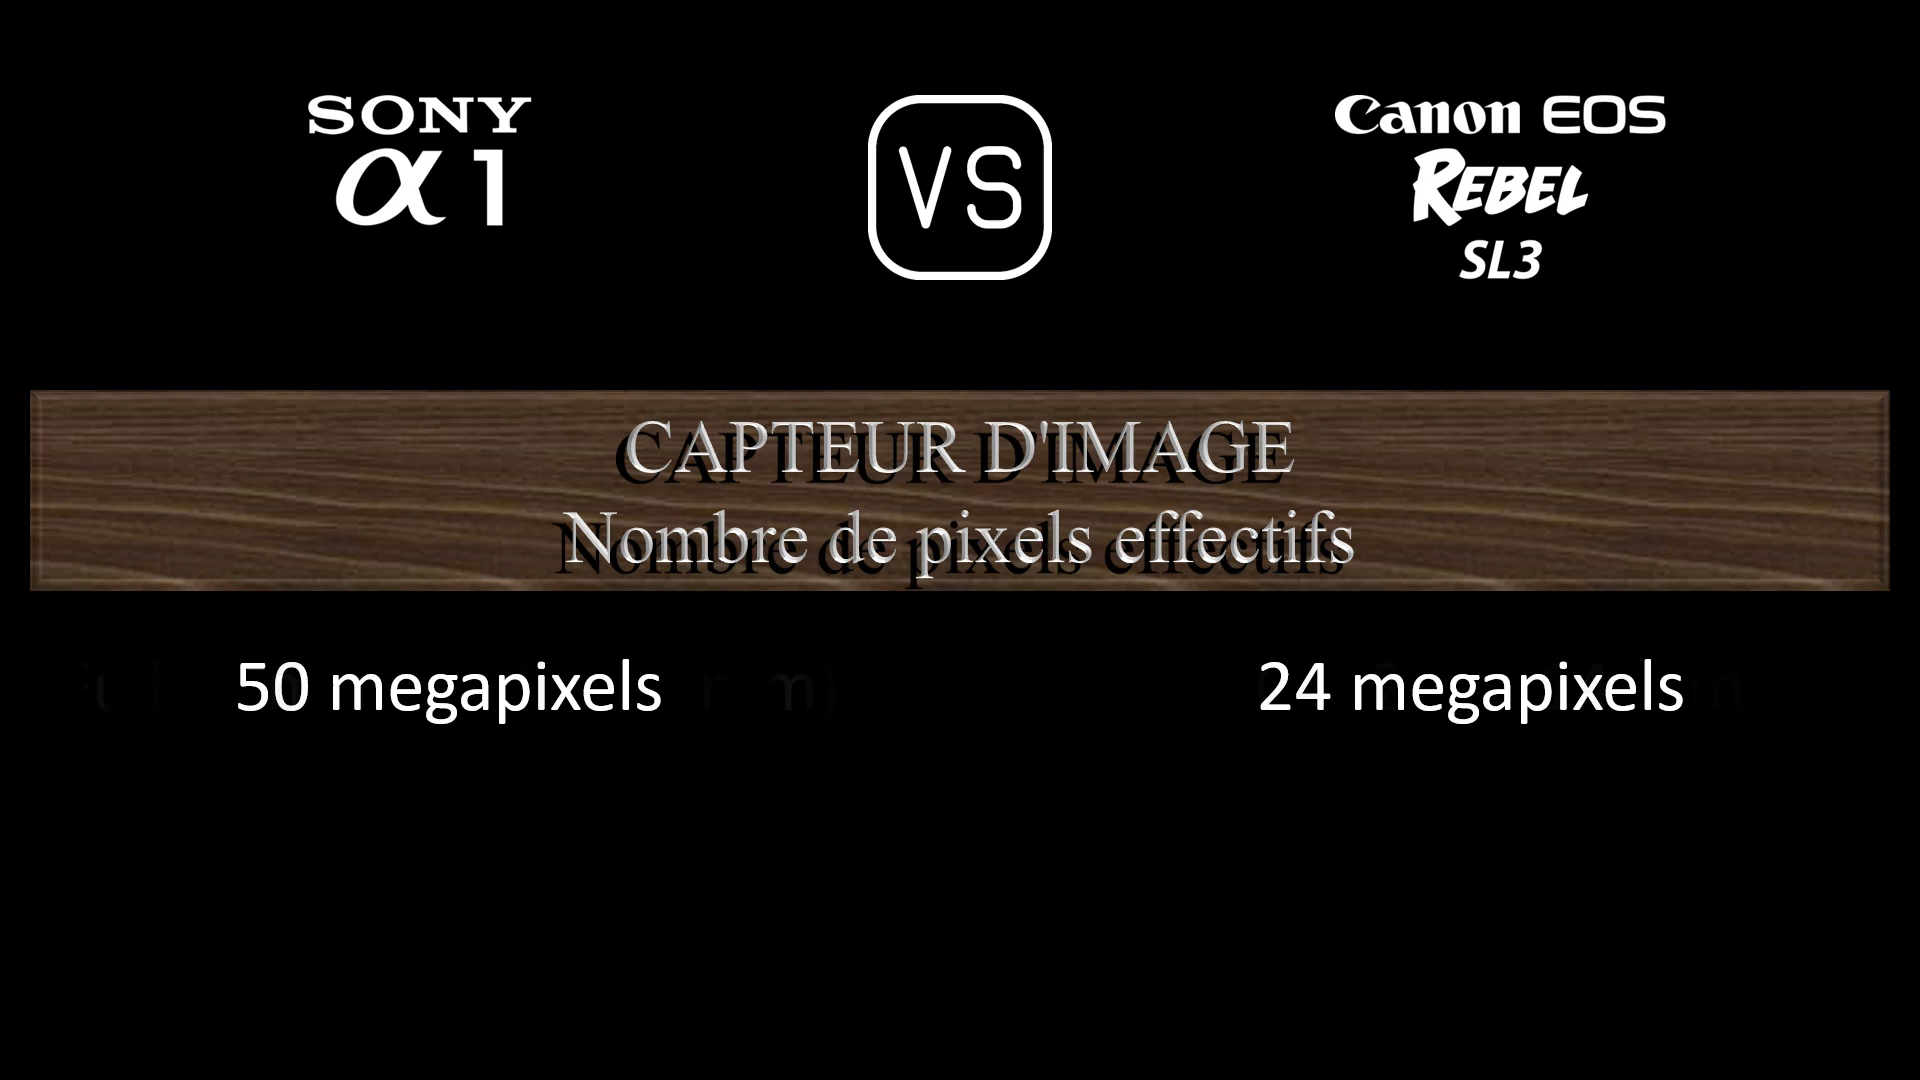 SONY
α1
VS
Canon EOS
REBEL
SL3
CAPTEUR D'IMAGE
Nombre de pixels effectifs
50 megapixels
24 megapixels